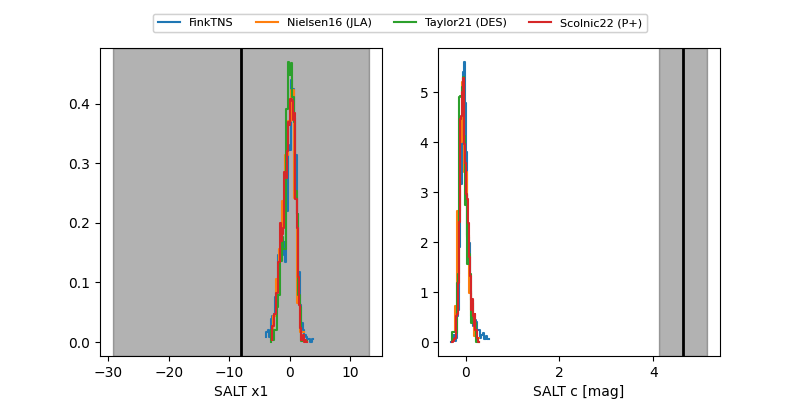 FinkTNS Nielsen16 (JLA) Taylor21 (DES) Scolnic22 (P+)
0.4
0.3
0.2
0.1
0.0
−30 −20 −10 0 10
SALT x1
5
4
3
2
1
0
0 2 4
SALT c [mag]